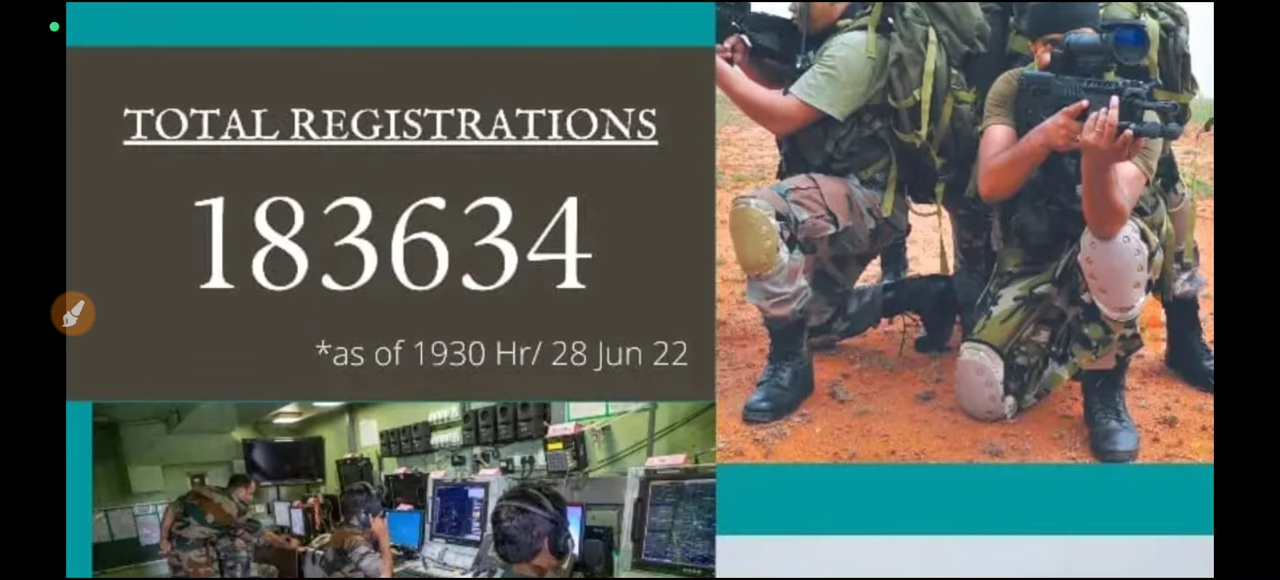 TOTAL REGISTRATIONS
183634
*as of 1930 Hr/ 28 Jun 22